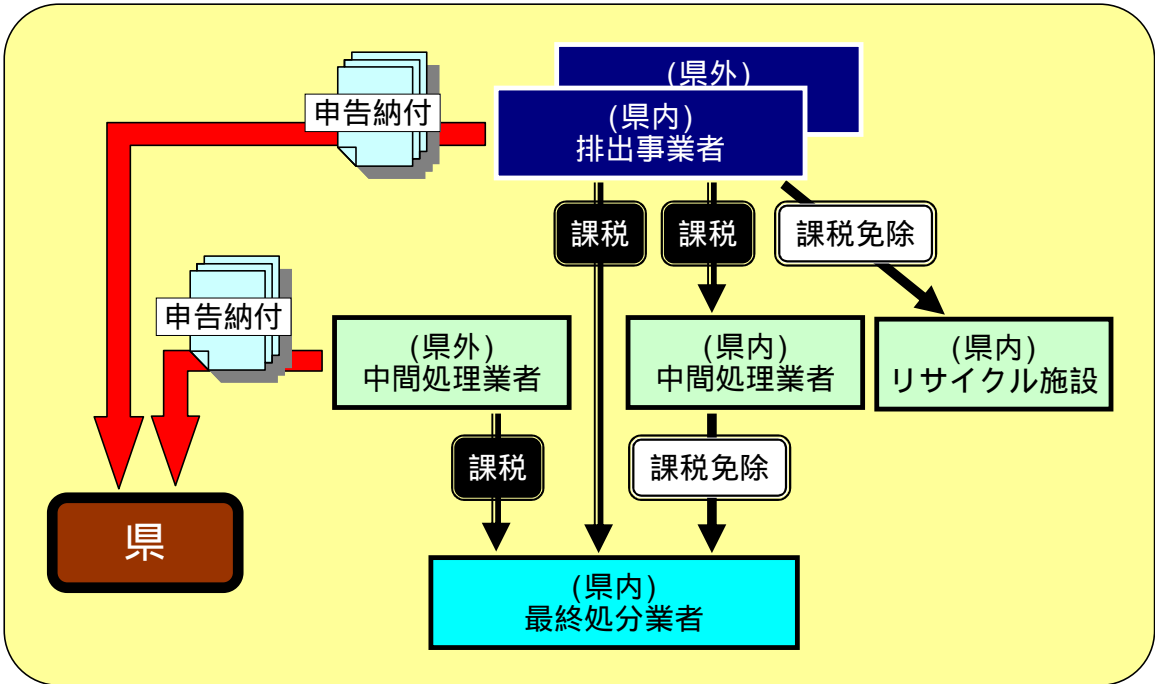 (県外)
(県内)
排出事業者
申告納付
課税
課税
課税免除
申告納付
(県外)
中間処理業者
(県内)
中間処理業者
(県内)
リサイクル施設
課税
課税免除
県
(県内)
最終処分業者